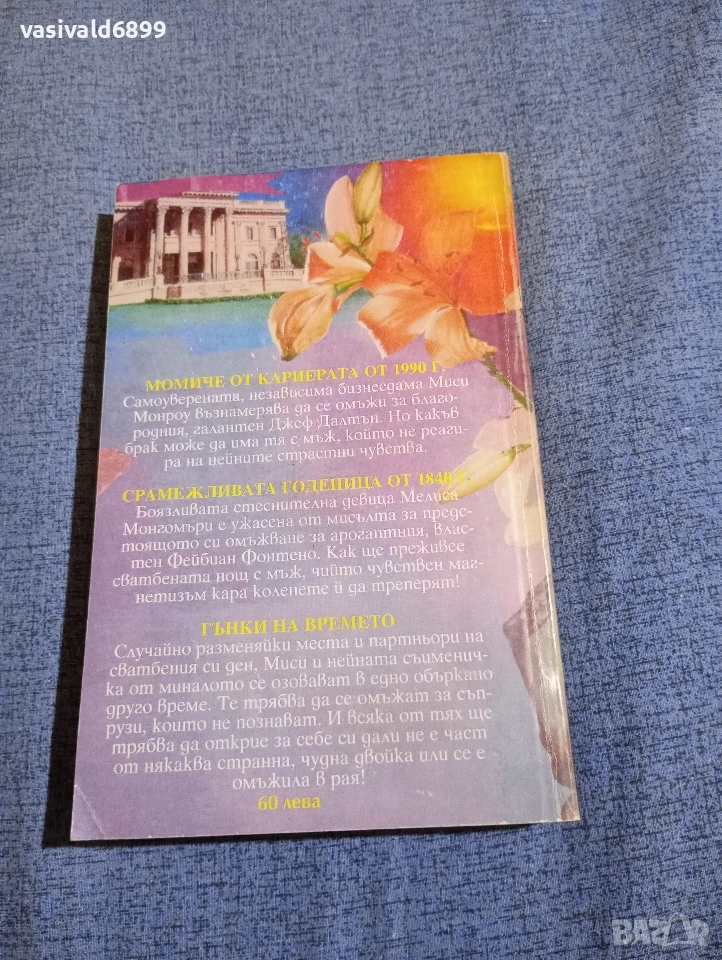 vasivald6899
МОМИЧЕ ОТ КАРИЕРАТА ОТ 1990 Г.
Самоуверената, независима бизнесдама Миси
Монроу възнамерява да се омъжи за благо-
родния, галантен Джеф Далтън. Но какъв
брак може да има тя с мъж, който не реаги-
ра на нейните страстни чувства.
СРАМЕЖЛИВАТА ГОДЕНИЦА ОТ 1840 Г.
Боязливата стеснителна девица Мелиса
Монгомъри е ужасена от мисълта за предс-
тоящото си омъжване за арогантния, влас-
тен Фейбиан Фонтено. Как ще преживее
сватбената нощ с мъж, чийто чувствен маг-
нетизъм кара коленете й да треперят!
ГЪНКИ НА ВРЕМЕТО
Случайно разменяйки места и партньори на
сватбения си ден, Миси и нейната съименич-
ка от миналото се озовават в едно объркано
друго време. Те трябва да се омъжат за съп-
рузи, които не познават. И всяка от тях ще
трябва да открие за себе си дали не е част
от някаква странна, чудна двойка или се е
омъжила в рая!
60 лева
BAZAR